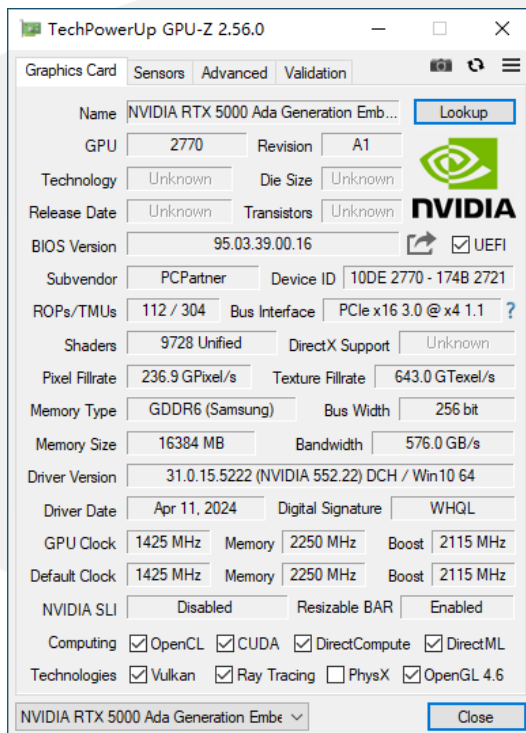 TechPowerUp GPU-Z 2.56.0
Graphics Card Sensors Advanced Validation
Name NVIDIA RTX 5000 Ada Generation Emb... Lookup
GPU 2770 Revision A1
Technology Unknown Die Size Unknown
Release Date Unknown Transistors Unknown
NVIDIA
BIOS Version 95.03.39.00.16 UEFI
Subvendor PCPartner Device ID 10DE 2770 - 174B 2721
ROPs/TMUs 112 / 304 Bus Interface PCIe x16 3.0 @ x4 1.1 ?
Shaders 9728 Unified DirectX Support Unknown
Pixel Fillrate 236.9 GPixel/s Texture Fillrate 643.0 GTexel/s
Memory Type GDDR6 (Samsung) Bus Width 256 bit
Memory Size 16384 MB Bandwidth 576.0 GB/s
Driver Version 31.0.15.5222 (NVIDIA 552.22) DCH / Win10 64
Driver Date Apr 11, 2024 Digital Signature WHQL
GPU Clock 1425 MHz Memory 2250 MHz Boost 2115 MHz
Default Clock 1425 MHz Memory 2250 MHz Boost 2115 MHz
NVIDIA SLI Disabled Resizable BAR Enabled
Computing OpenCL CUDA DirectCompute DirectML
Technologies Vulkan Ray Tracing PhysX OpenGL 4.6
NVIDIA RTX 5000 Ada Generation Embe Close